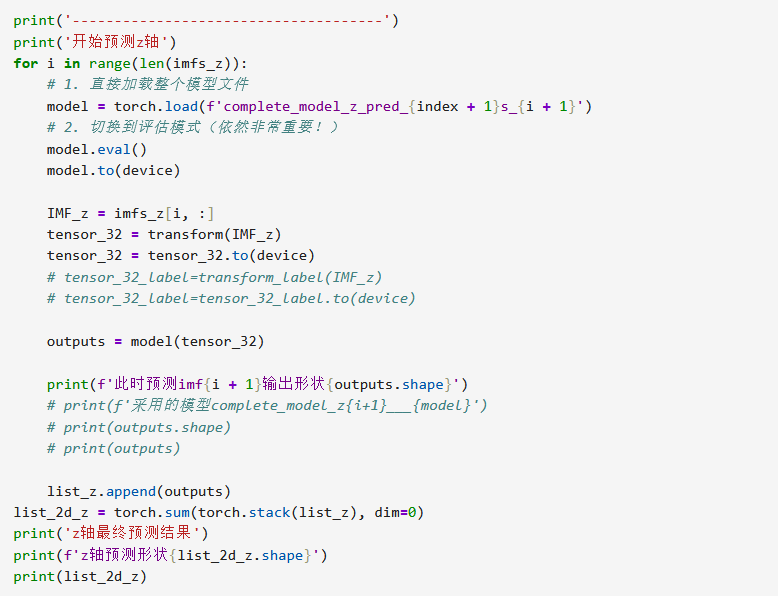 print('-------------------------------------')
print('开始预测z轴')
for i in range(len(imfs_z)):
    # 1. 直接加载整个模型文件
    model = torch.load(f'complete_model_z_pred_{index + 1}s_{i + 1}')
    # 2. 切换到评估模式（依然非常重要！）
    model.eval()
    model.to(device)

    IMF_z = imfs_z[i, :]
    tensor_32 = transform(IMF_z)
    tensor_32 = tensor_32.to(device)
    # tensor_32_label=transform_label(IMF_z)
    # tensor_32_label=tensor_32_label.to(device)

    outputs = model(tensor_32)

    print(f'此时预测imf{i + 1}输出形状{outputs.shape}')
    # print(f'采用的模型complete_model_z{i+1}___{model}')
    # print(outputs.shape)
    # print(outputs)

    list_z.append(outputs)
list_2d_z = torch.sum(torch.stack(list_z), dim=0)
print('z轴最终预测结果')
print(f'z轴预测形状{list_2d_z.shape}')
print(list_2d_z)